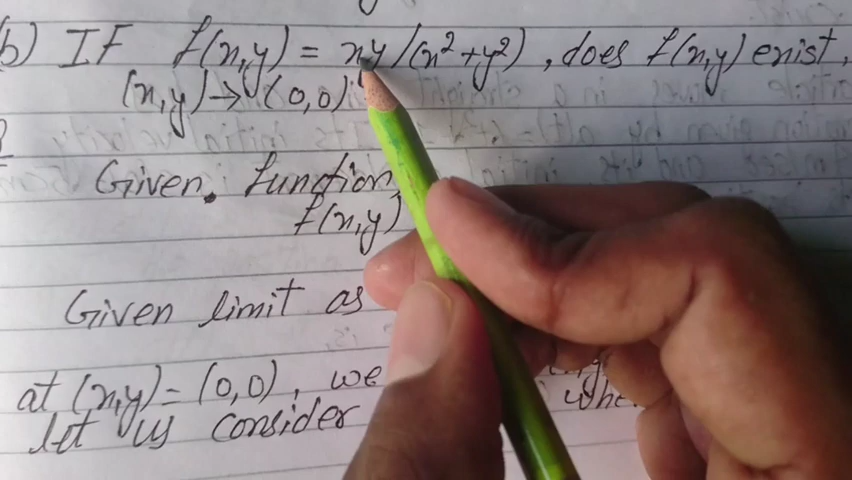 (b) IF f(x,y) = xy/(x²+y²), does f(x,y) exist,
(x,y) → (0,0)
Given. function
f(x,y)
Given limit as
at (x,y) = (0,0), we
let us consider